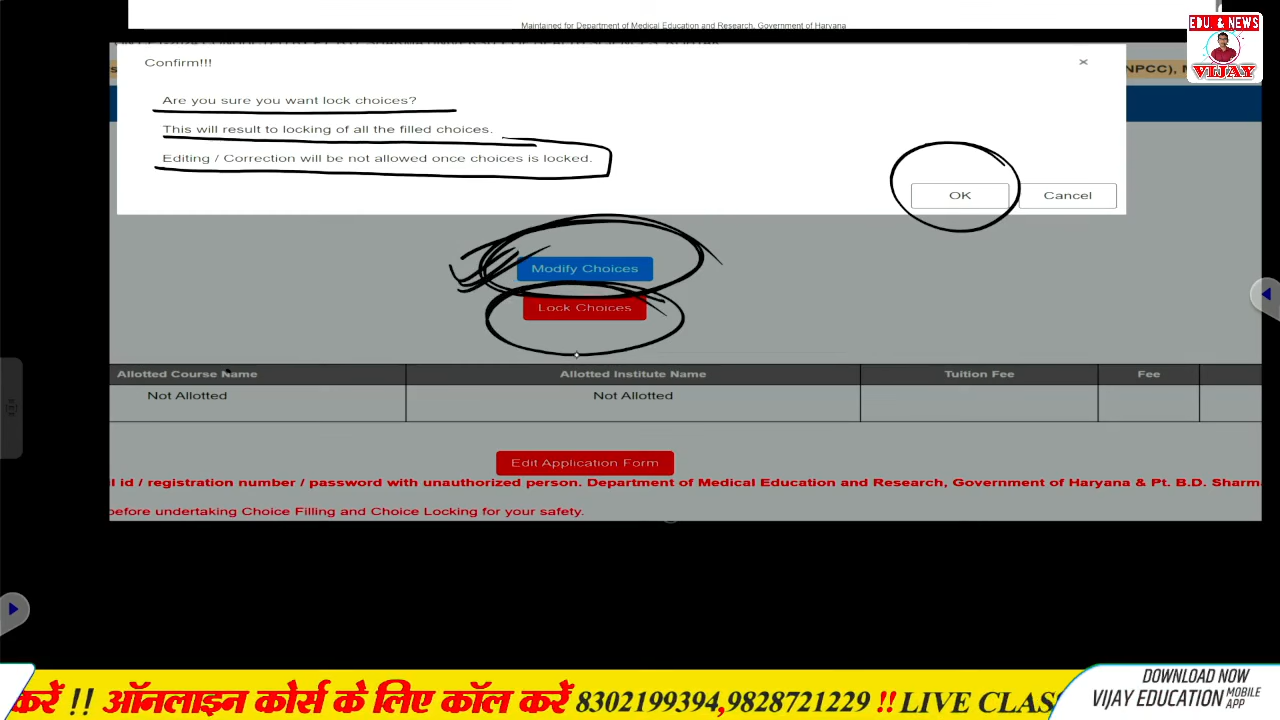 Maintained for Department of Medical Education and Research, Government of Haryana
EDU. & NEWS
VIJAY
Confirm!!!
×
NPCC), M
Are you sure you want lock choices?
This will result to locking of all the filled choices.
Editing / Correction will be not allowed once choices is locked.
OK
Cancel
Modify Choices
Lock Choices
Allotted Course Name
Allotted Institute Name
Tuition Fee
Fee
Not Allotted
Not Allotted
Edit Application Form
il id / registration number / password with unauthorized person. Department of Medical Education and Research, Government of Haryana & Pt. B.D. Sharma
before undertaking Choice Filling and Choice Locking for your safety.
करें !! ऑनलाइन कोर्स के लिए कॉल करें 8302199394,9828721229 !! LIVE CLAS
DOWNLOAD NOW
VIJAY EDUCATION MOBILE APP